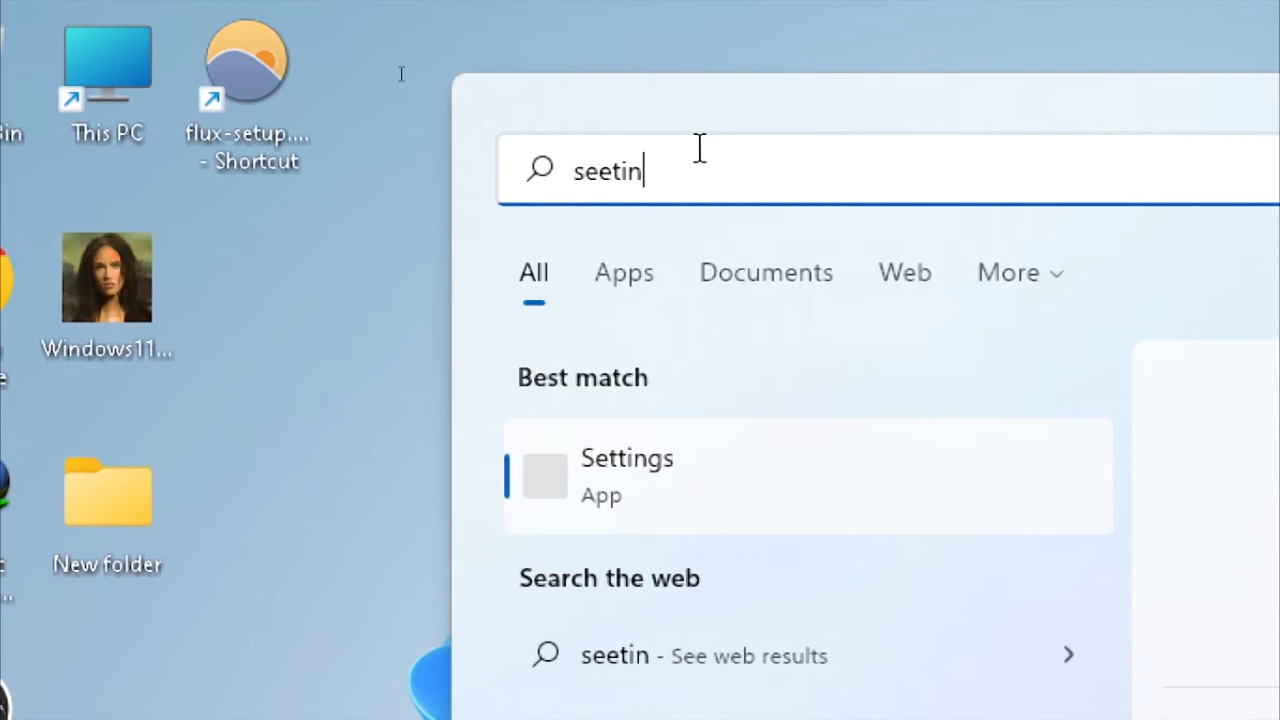 This PC
flux-setup....
- Shortcut
Windows11...
New folder
seetin
All Apps Documents Web More
Best match
Settings
App
Search the web
seetin - See web results